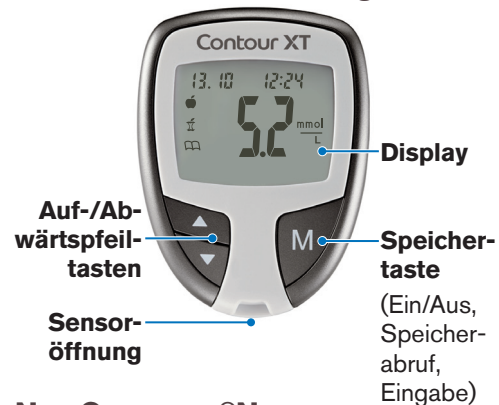 Contour XT
13. 10 12:24
5.2 mmol
L
Display
Auf-/Ab-
wärtspfeil-
tasten
M
Speicher-
taste
(Ein/Aus,
Speicher-
abruf,
Eingabe)
Sensor-
öffnung